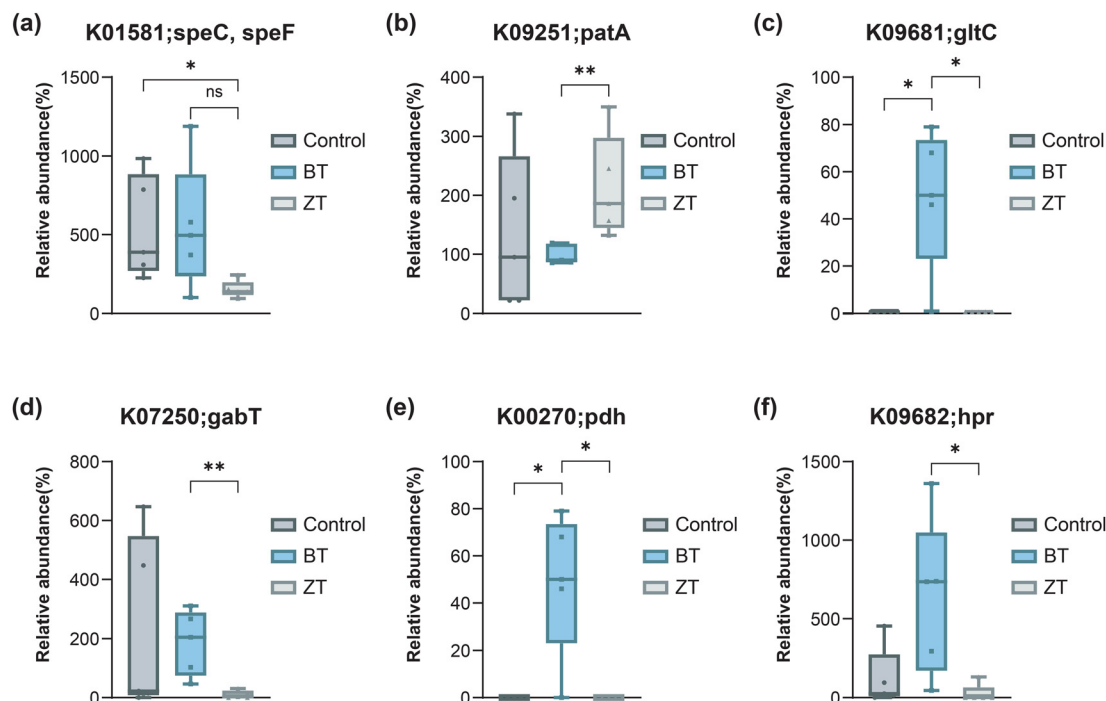 (a)
K01581;speC, speF
Relative abundance(%)
1500
1000
500
0
*
ns
Control
BT
ZT
(b)
K09251;patA
Relative abundance(%)
400
300
200
100
0
**
Control
BT
ZT
(c)
K09681;gltC
Relative abundance(%)
100
80
60
40
20
0
*
*
Control
BT
ZT
(d)
K07250;gabT
Relative abundance(%)
800
600
400
200
0
**
Control
BT
ZT
(e)
K00270;pdh
Relative abundance(%)
100
80
60
40
20
0
*
*
Control
BT
ZT
(f)
K09682;hpr
Relative abundance(%)
1500
1000
500
0
*
Control
BT
ZT